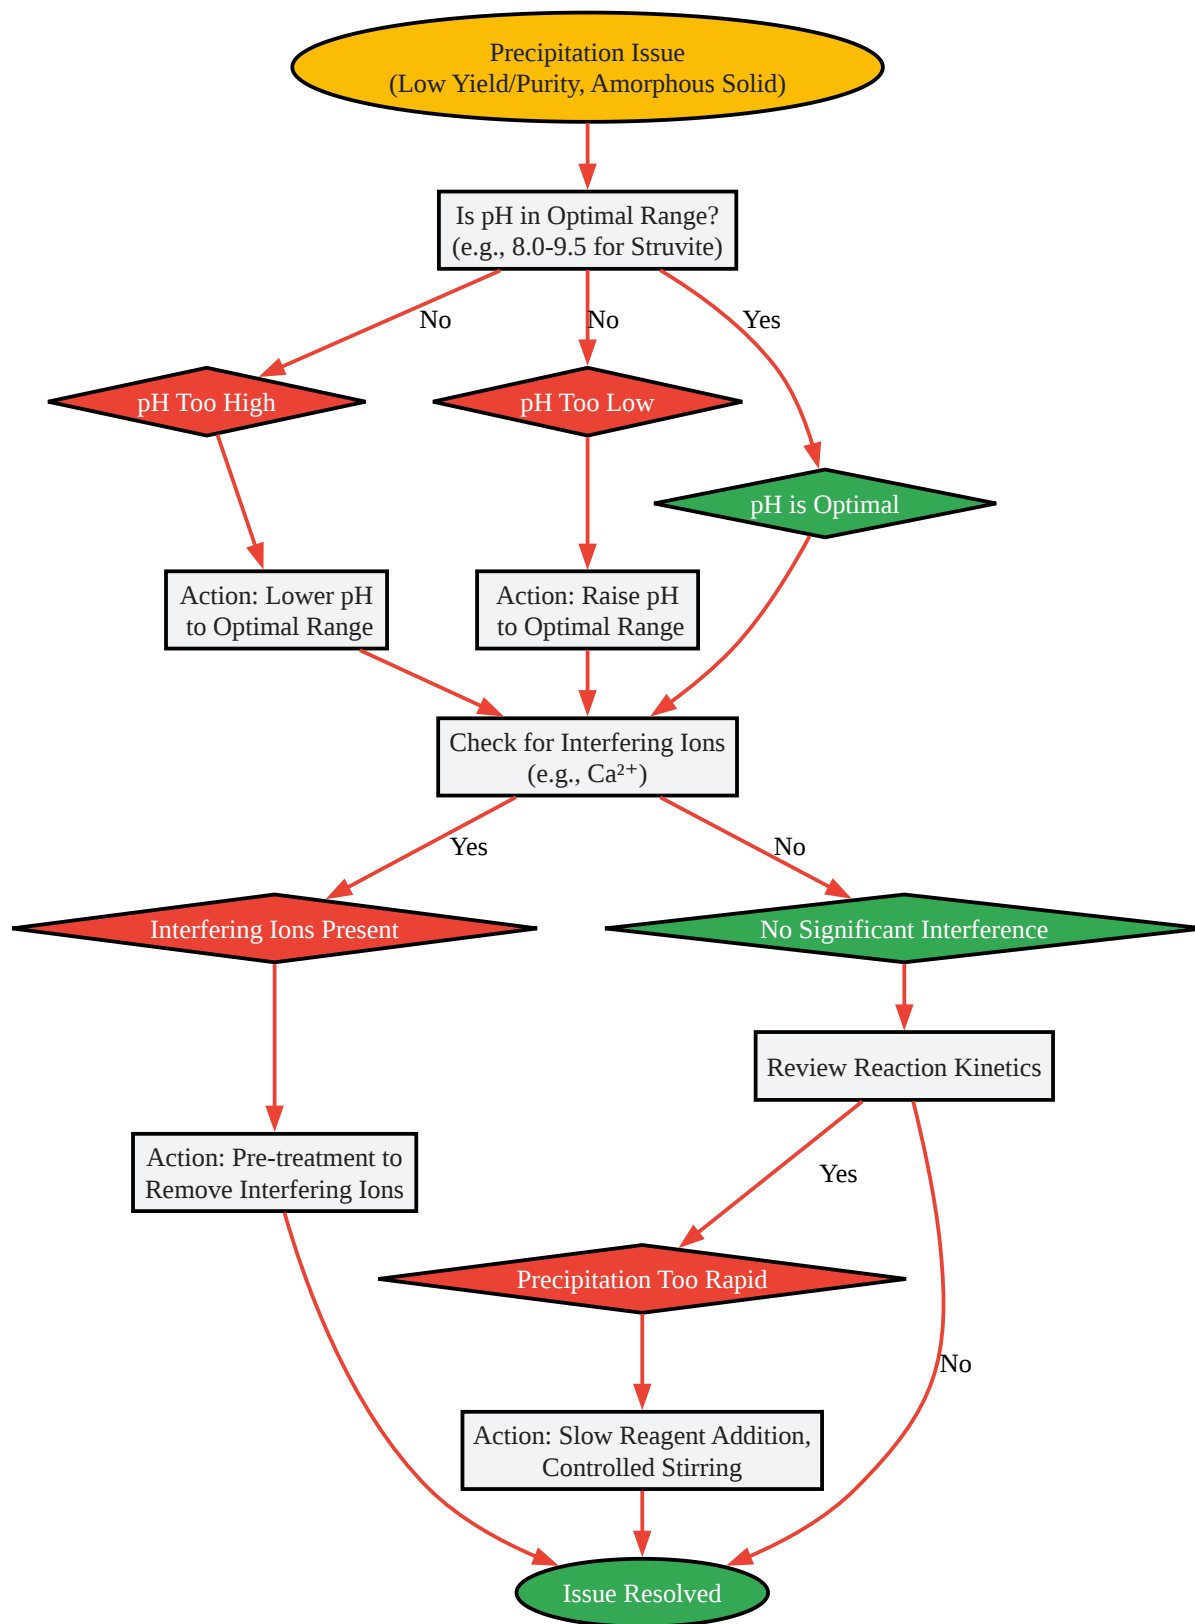 Precipitation Issue
(Low Yield/Purity, Amorphous Solid)
Is pH in Optimal Range?
(e.g., 8.0-9.5 for Struvite)
No
No
Yes
pH Too High
pH Too Low
pH is Optimal
Action: Lower pH
to Optimal Range
Action: Raise pH
to Optimal Range
Check for Interfering Ions
(e.g., Ca²⁺)
Yes
No
Interfering Ions Present
No Significant Interference
Review Reaction Kinetics
Action: Pre-treatment to
Remove Interfering Ions
Yes
Precipitation Too Rapid
No
Action: Slow Reagent Addition,
Controlled Stirring
Issue Resolved